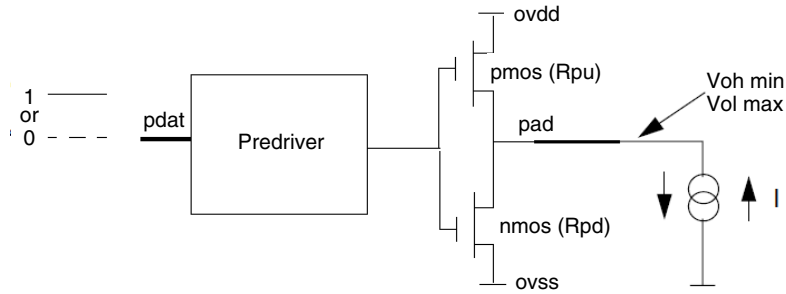 ovdd
pmos (Rpu)
Voh min
Vol max
1
or
0
pdat
Predriver
pad
I
nmos (Rpd)
ovss